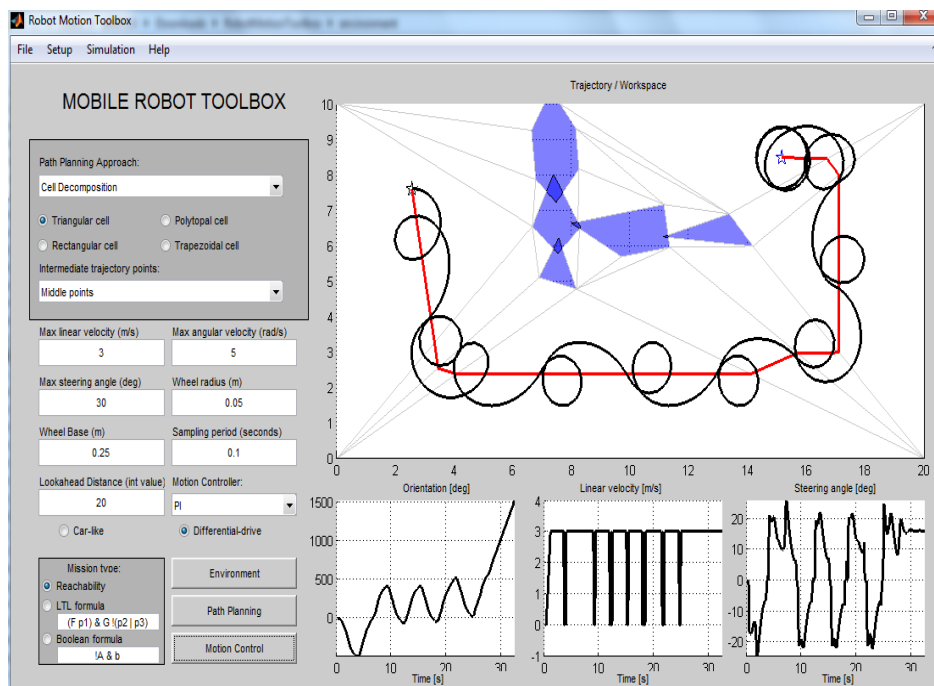 Robot Motion Toolbox
File Setup Simulation Help
MOBILE ROBOT TOOLBOX
Path Planning Approach:
Cell Decomposition
Triangular cell Polytopal cell
Rectangular cell Trapezoidal cell
Intermediate trajectory points:
Middle points
Max linear velocity (m/s) Max angular velocity (rad/s)
3 5
Max steering angle (deg) Wheel radius (m)
30 0.05
Wheel Base (m) Sampling period (seconds)
0.25 0.1
Lookahead Distance (int value) Motion Controller:
20 PI
Car-like Differential-drive
Mission type:
Reachability
LTL formula
(F p1) & G !(p2 | p3)
Boolean formula
!A & b
Environment
Path Planning
Motion Control
Trajectory / Workspace
10
9
8
7
6
5
4
3
2
1
0
0 2 4 6 8 10 12 14 16 18 20
Orientation [deg]
1500
1000
500
0
0 10 20 30
Time [s]
Linear velocity [m/s]
4
3
2
1
0
-1
0 10 20 30
Time [s]
Steering angle [deg]
20
10
0
-10
-20
0 10 20 30
Time [s]